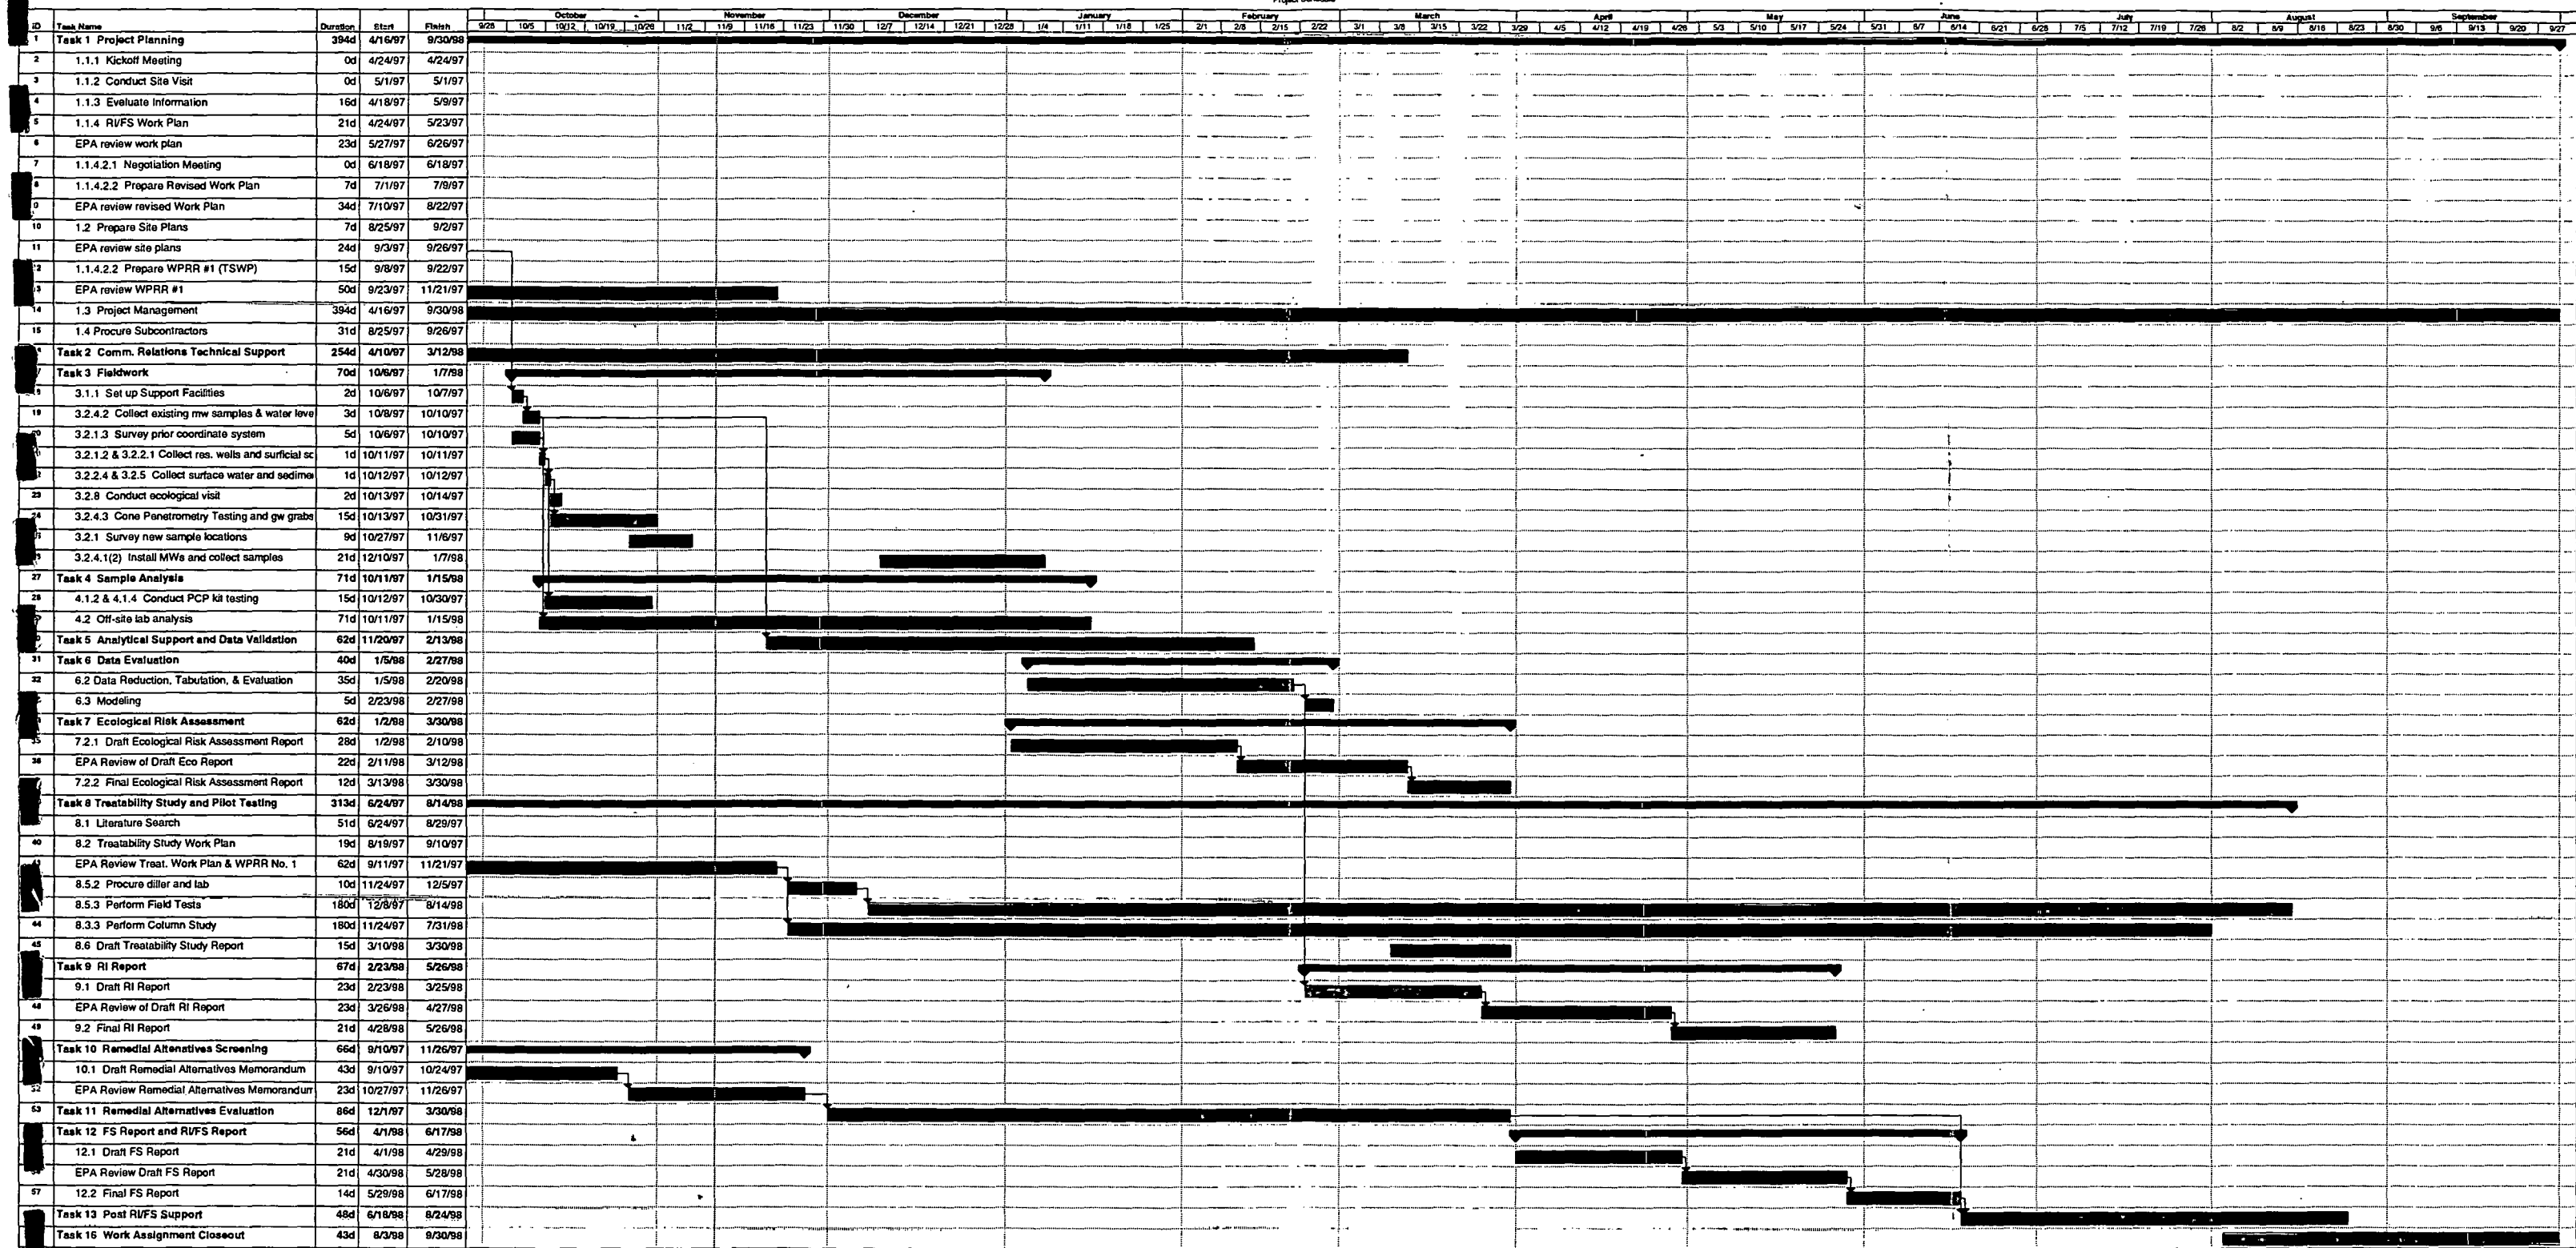 Project Schedule
October November December January February March April May June July August September
ID Task Name Duration Start Finish 9/28 10/5 10/12 10/19 10/26 11/2 11/9 11/16 11/23 11/30 12/7 12/14 12/21 12/28 1/4 1/11 1/18 1/25 2/1 2/8 2/15 2/22 3/1 3/8 3/15 3/22 3/29 4/5 4/12 4/19 4/26 5/3 5/10 5/17 5/24 5/31 6/7 6/14 6/21 6/28 7/5 7/12 7/19 7/26 8/2 8/9 8/16 8/23 8/30 9/6 9/13 9/20 9/27
1 Task 1 Project Planning 394d 4/16/97 9/30/98
2 1.1.1 Kickoff Meeting 0d 4/24/97 4/24/97
3 1.1.2 Conduct Site Visit 0d 5/1/97 5/1/97
4 1.1.3 Evaluate Information 16d 4/18/97 5/9/97
5 1.1.4 RI/FS Work Plan 21d 4/24/97 5/23/97
6 EPA review work plan 23d 5/27/97 6/26/97
7 1.1.4.2.1 Negotiation Meeting 0d 6/18/97 6/18/97
8 1.1.4.2.2 Prepare Revised Work Plan 7d 7/1/97 7/9/97
EPA review revised Work Plan 34d 7/10/97 8/22/97
10 1.2 Prepare Site Plans 7d 8/25/97 9/2/97
11 EPA review site plans 24d 9/3/97 9/26/97
1.1.4.2.2 Prepare WPRR #1 (TSWP) 15d 9/8/97 9/22/97
EPA review WPRR #1 50d 9/23/97 11/21/97
14 1.3 Project Management 394d 4/16/97 9/30/98
15 1.4 Procure Subcontractors 31d 8/25/97 9/26/97
Task 2 Comm. Relations Technical Support 254d 4/10/97 3/12/98
Task 3 Fieldwork 70d 10/6/97 1/7/98
3.1.1 Set up Support Facilities 2d 10/6/97 10/7/97
19 3.2.4.2 Collect existing mw samples & water leve 3d 10/8/97 10/10/97
3.2.1.3 Survey prior coordinate system 5d 10/6/97 10/10/97
3.2.1.2 & 3.2.2.1 Collect res. wells and surficial sc 1d 10/11/97 10/11/97
3.2.2.4 & 3.2.5 Collect surface water and sedime 1d 10/12/97 10/12/97
23 3.2.8 Conduct ecological visit 2d 10/13/97 10/14/97
24 3.2.4.3 Cone Penetrometry Testing and gw grabs 15d 10/13/97 10/31/97
3.2.1 Survey new sample locations 9d 10/27/97 11/6/97
3.2.4.1(2) Install MWs and collect samples 21d 12/10/97 1/7/98
27 Task 4 Sample Analysis 71d 10/11/97 1/15/98
28 4.1.2 & 4.1.4 Conduct PCP kit testing 15d 10/12/97 10/30/97
4.2 Off-site lab analysis 71d 10/11/97 1/15/98
Task 5 Analytical Support and Data Validation 62d 11/20/97 2/13/98
31 Task 6 Data Evaluation 40d 1/5/98 2/27/98
32 6.2 Data Reduction, Tabulation, & Evaluation 35d 1/5/98 2/20/98
6.3 Modeling 5d 2/23/98 2/27/98
Task 7 Ecological Risk Assessment 62d 1/2/98 3/30/98
35 7.2.1 Draft Ecological Risk Assessment Report 28d 1/2/98 2/10/98
36 EPA Review of Draft Eco Report 22d 2/11/98 3/12/98
7.2.2 Final Ecological Risk Assessment Report 12d 3/13/98 3/30/98
Task 8 Treatability Study and Pilot Testing 313d 6/24/97 8/14/98
8.1 Literature Search 51d 6/24/97 8/29/97
40 8.2 Treatability Study Work Plan 19d 8/19/97 9/10/97
EPA Review Treat. Work Plan & WPRR No. 1 62d 9/11/97 11/21/97
8.5.2 Procure diller and lab 10d 11/24/97 12/5/97
8.5.3 Perform Field Tests 180d 12/8/97 8/14/98
44 8.3.3 Perform Column Study 180d 11/24/97 7/31/98
45 8.6 Draft Treatability Study Report 15d 3/10/98 3/30/98
Task 9 RI Report 67d 2/23/98 5/26/98
9.1 Draft RI Report 23d 2/23/98 3/25/98
48 EPA Review of Draft RI Report 23d 3/26/98 4/27/98
49 9.2 Final RI Report 21d 4/28/98 5/26/98
Task 10 Remedial Altenatives Screening 66d 9/10/97 11/26/97
10.1 Draft Remedial Alternatives Memorandum 43d 9/10/97 10/24/97
52 EPA Review Remedial Alternatives Memorandum 23d 10/27/97 11/26/97
53 Task 11 Remedial Alternatives Evaluation 86d 12/1/97 3/30/98
Task 12 FS Report and RI/FS Report 56d 4/1/98 6/17/98
12.1 Draft FS Report 21d 4/1/98 4/29/98
EPA Review Draft FS Report 21d 4/30/98 5/28/98
57 12.2 Final FS Report 14d 5/29/98 6/17/98
Task 13 Post RI/FS Support 48d 6/18/98 8/24/98
Task 16 Work Assignment Closeout 43d 8/3/98 9/30/98